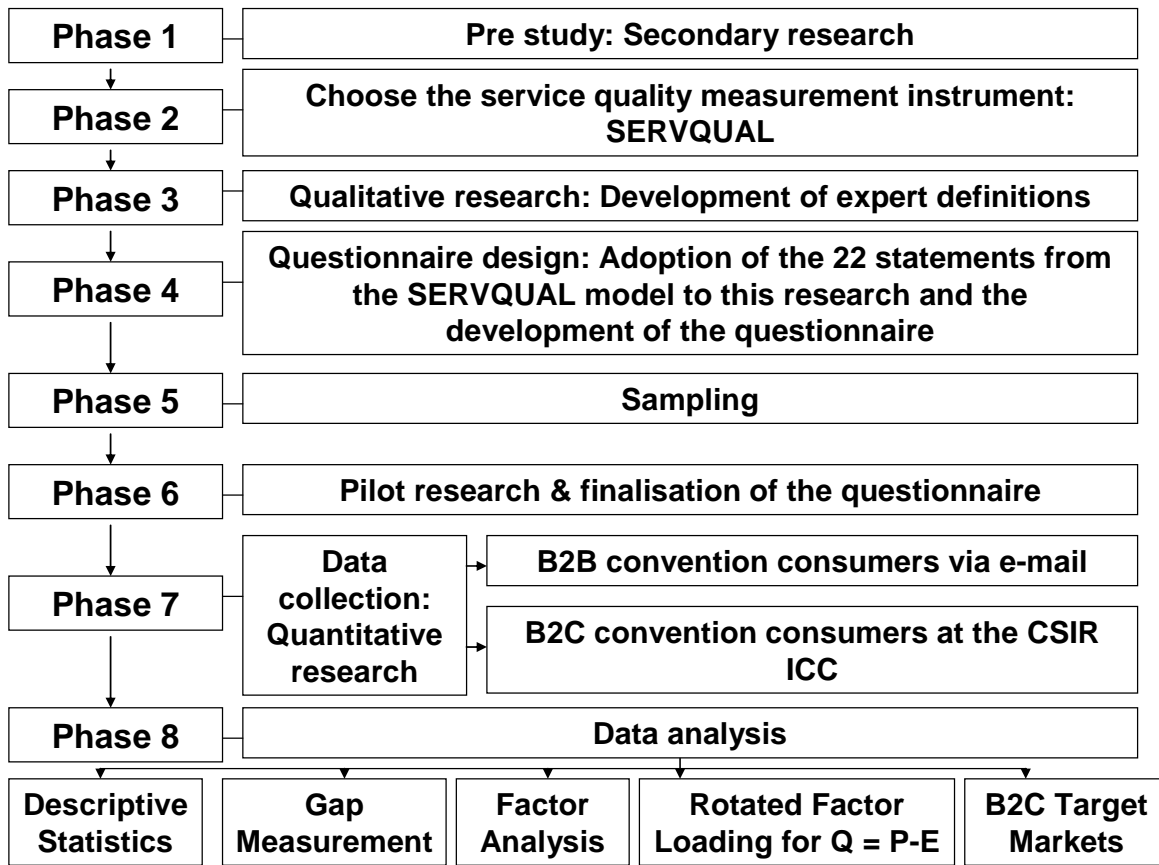 Phase 1
Pre study: Secondary research
Phase 2
Choose the service quality measurement instrument:
SERVQUAL
Phase 3
Qualitative research: Development of expert definitions
Phase 4
Questionnaire design: Adoption of the 22 statements from
the SERVQUAL model to this research and the
development of the questionnaire
Phase 5
Sampling
Phase 6
Pilot research & finalisation of the questionnaire
Phase 7
Data
collection:
Quantitative
research
B2B convention consumers via e-mail
B2C convention consumers at the CSIR
ICC
Phase 8
Data analysis
Descriptive
Statistics
Gap
Measurement
Factor
Analysis
Rotated Factor
Loading for Q = P-E
B2C Target
Markets